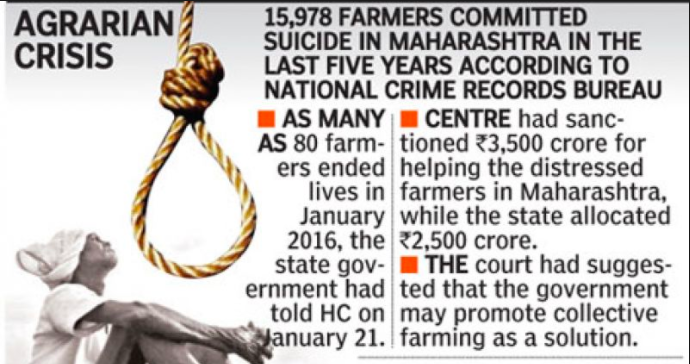 AGRARIAN
CRISIS
15,978 FARMERS COMMITTED
SUICIDE IN MAHARASHTRA IN THE
LAST FIVE YEARS ACCORDING TO
NATIONAL CRIME RECORDS BUREAU
AS MANY
AS 80 farm-
ers ended
lives in
January
2016, the
state gov-
ernment had
told HC on
January 21.
CENTRE had sanc-
tioned ₹3,500 crore for
helping the distressed
farmers in Maharashtra,
while the state allocated
₹2,500 crore.
THE court had sugges-
ted that the government
may promote collective
farming as a solution.